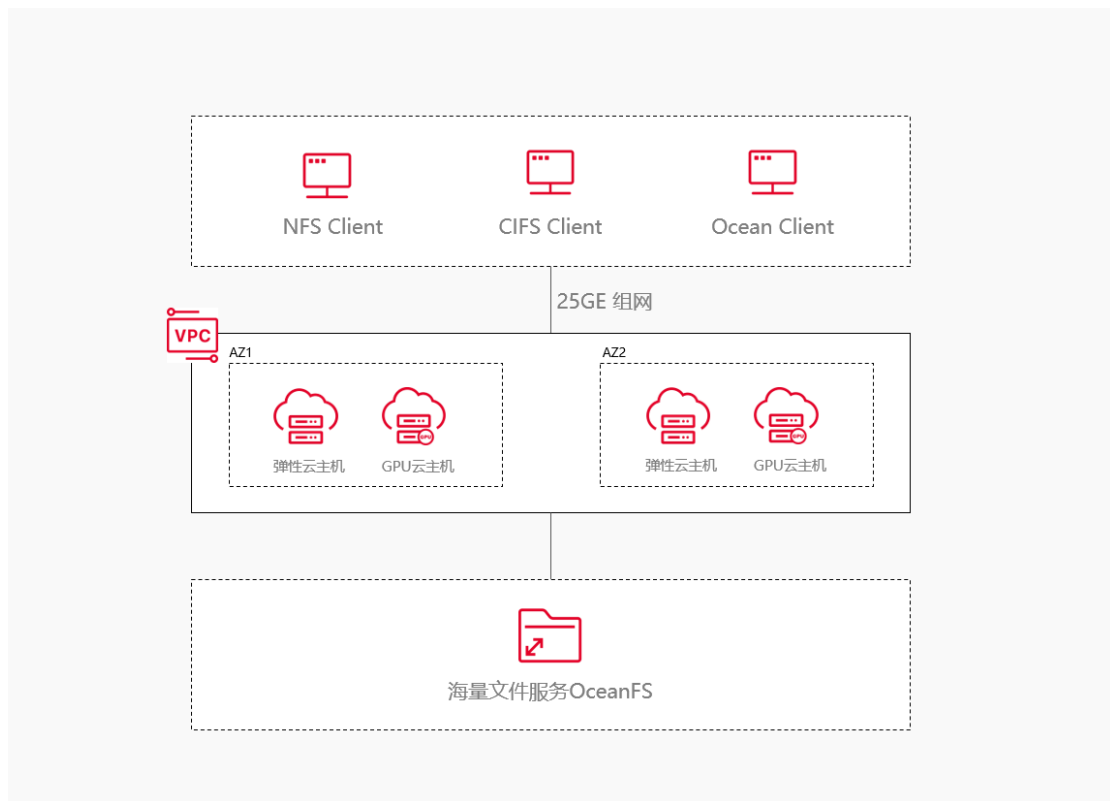 NFS Client
CIFS Client
Ocean Client
25GE 组网
VPC
AZ1
AZ2
弹性云主机
GPU
GPU云主机
弹性云主机
GPU
GPU云主机
海量文件服务OceanFS